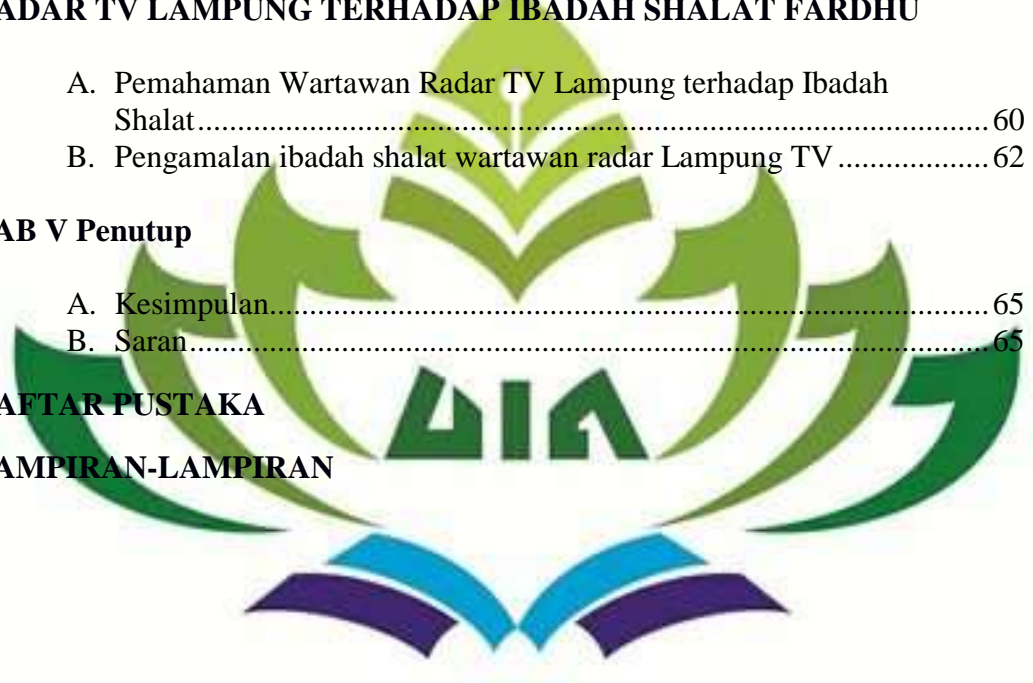 ADAR TV LAMPUNG TERHADAP IBADAH SHALAT FARDHU
A. Pemahaman Wartawan Radar TV Lampung terhadap Ibadah
Shalat.......................................................................................60
B. Pengamalan ibadah shalat wartawan radar Lampung TV...................62
AB V Penutup
A. Kesimpulan..............................................................................65
B. Saran.......................................................................................65
AFTAR PUSTAKA
AMPIRAN-LAMPIRAN
UIN